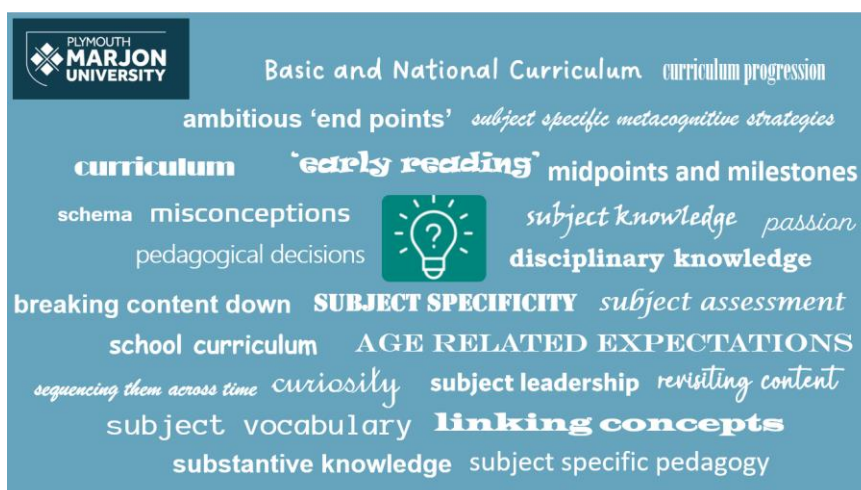 PLYMOUTH
MARJON
UNIVERSITY
Basic and National Curriculum curriculum progression
ambitious ‘end points’ subject specific metacognitive strategies
curriculum ‘early reading’ midpoints and milestones
schema misconceptions subject knowledge passion
?
pedagogical decisions disciplinary knowledge
breaking content down SUBJECT SPECIFICITY subject assessment
school curriculum AGE RELATED EXPECTATIONS
sequencing them across time curiosity subject leadership revisiting content
subject vocabulary linking concepts
substantive knowledge subject specific pedagogy